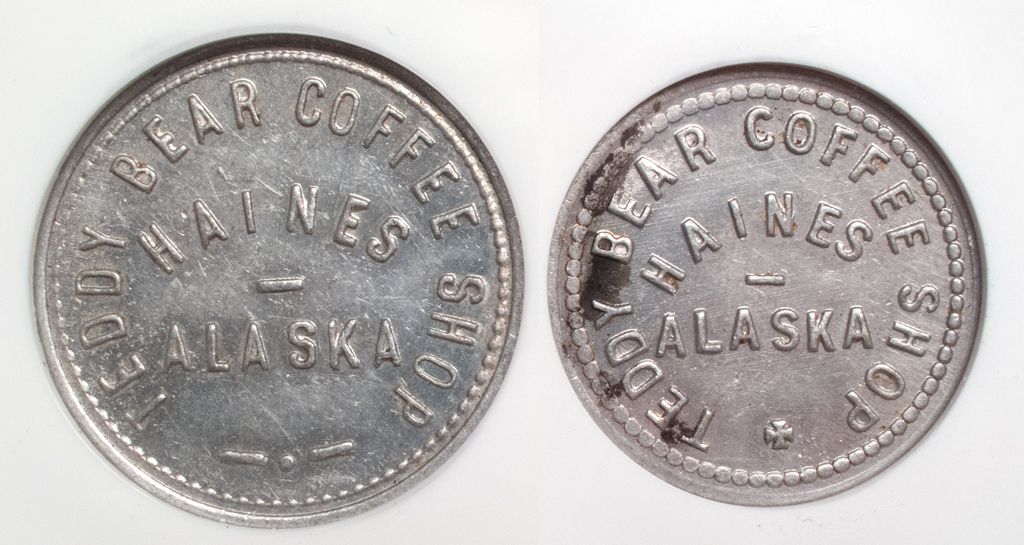 TEDDY BEAR COFFEE SHOP
HAINES
ALASKA
TEDDY BEAR COFFEE SHOP
HAINES
ALASKA